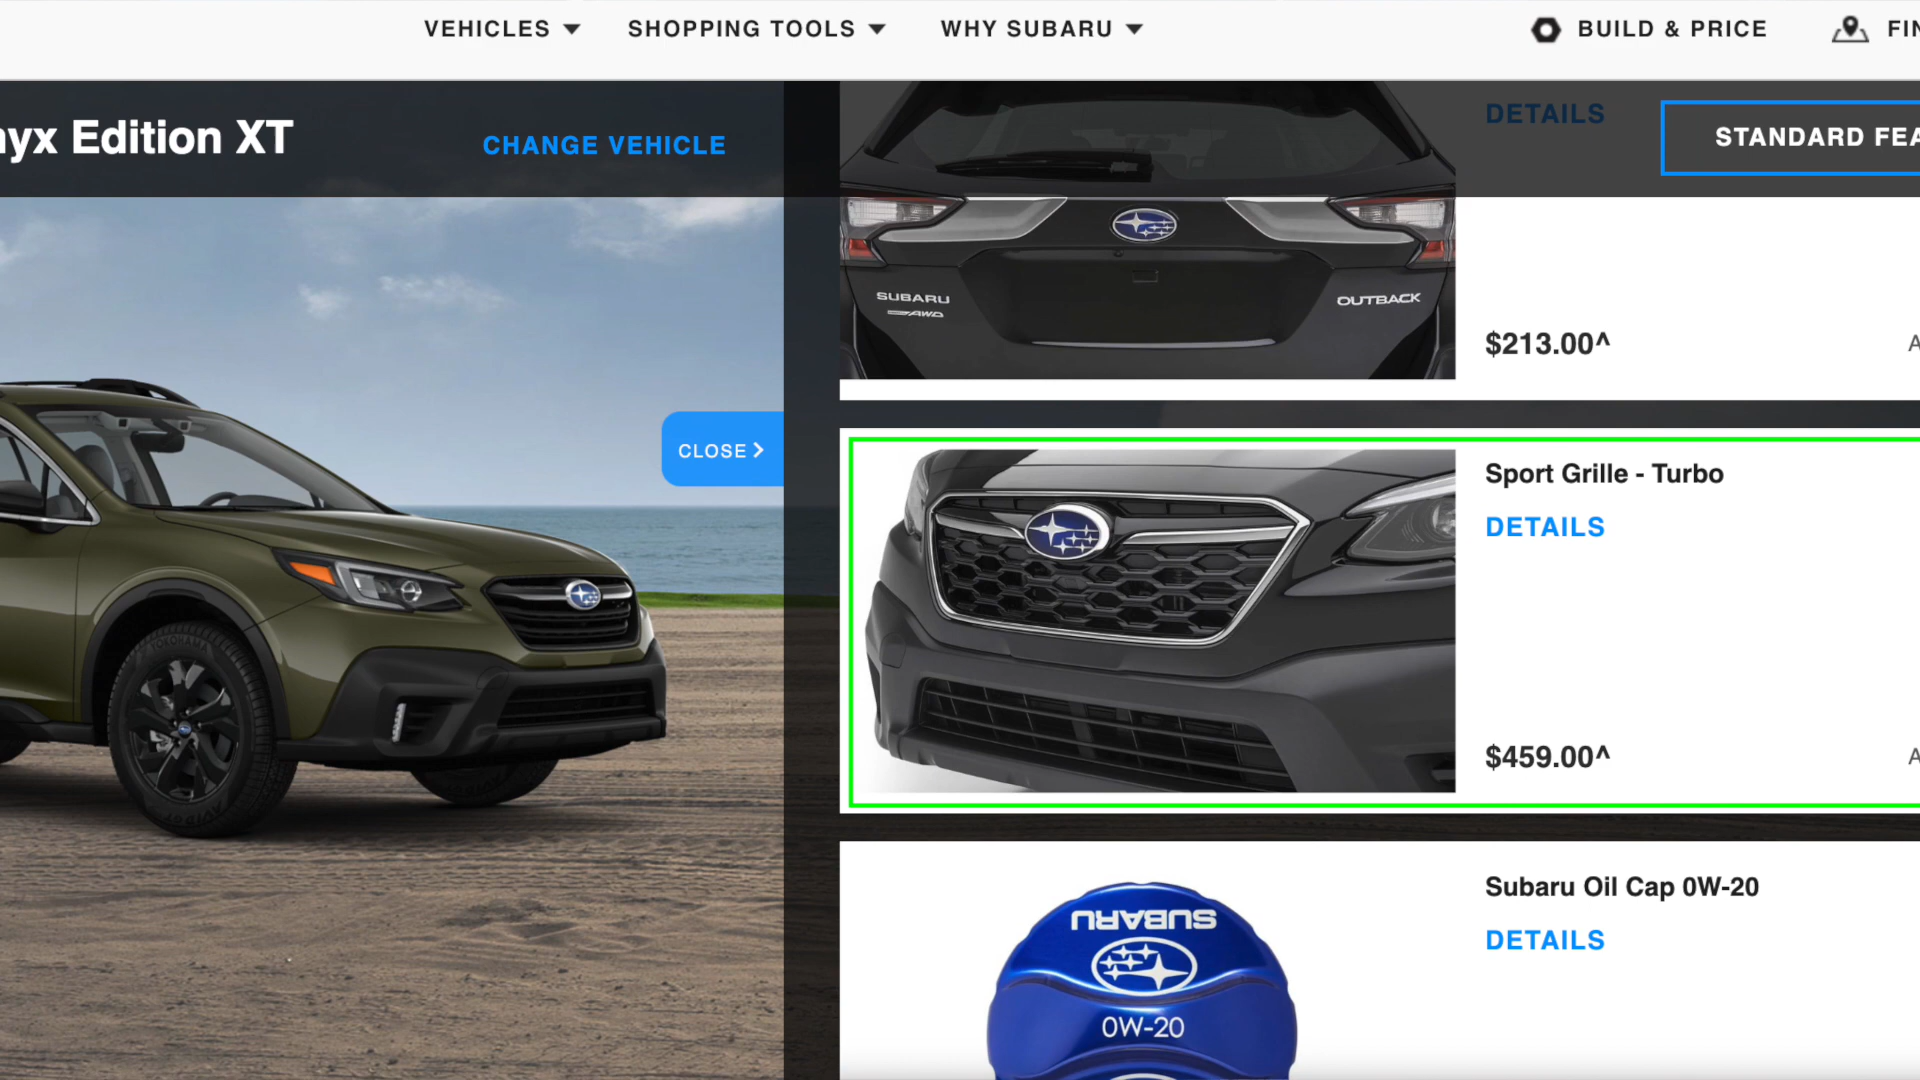 VEHICLES
SHOPPING TOOLS
WHY SUBARU
BUILD & PRICE
FIN
nyx Edition XT
CHANGE VEHICLE
DETAILS
STANDARD FEA
SUBARU
AWD
OUTBACK
$213.00^
A
CLOSE
Sport Grille - Turbo
DETAILS
YOKOHAMA
$459.00^
A
Subaru Oil Cap 0W-20
DETAILS
SUBARU
0W-20